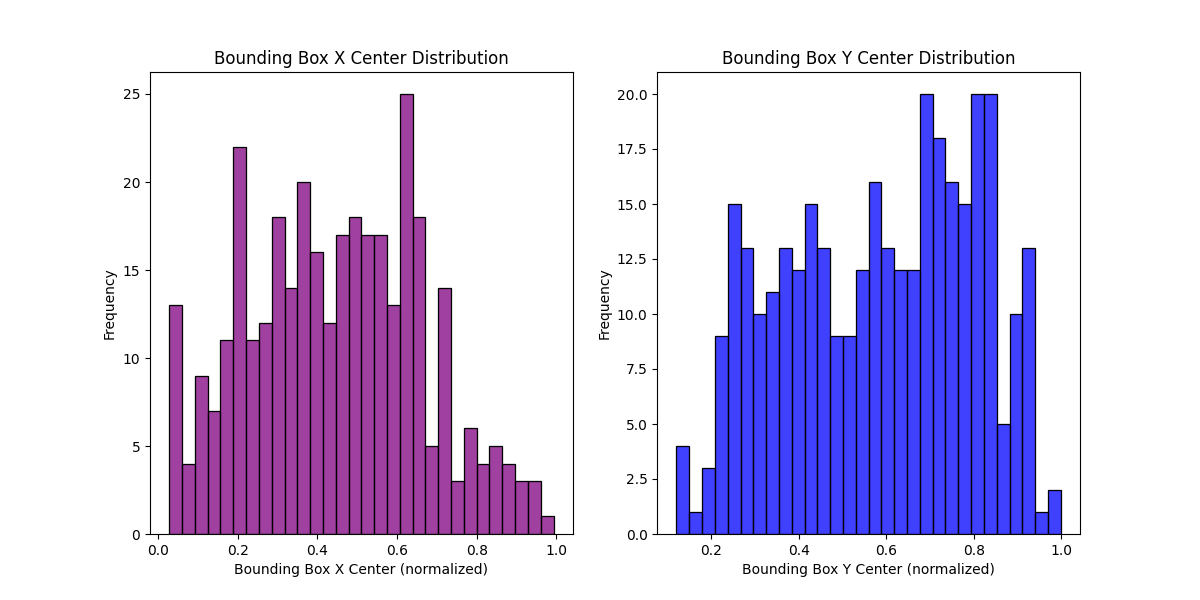 Bounding Box X Center Distribution
25
20
15
10
5
0
Frequency
0.0 0.2 0.4 0.6 0.8 1.0
Bounding Box X Center (normalized)
Bounding Box Y Center Distribution
20.0
17.5
15.0
12.5
10.0
7.5
5.0
2.5
0.0
Frequency
0.2 0.4 0.6 0.8 1.0
Bounding Box Y Center (normalized)